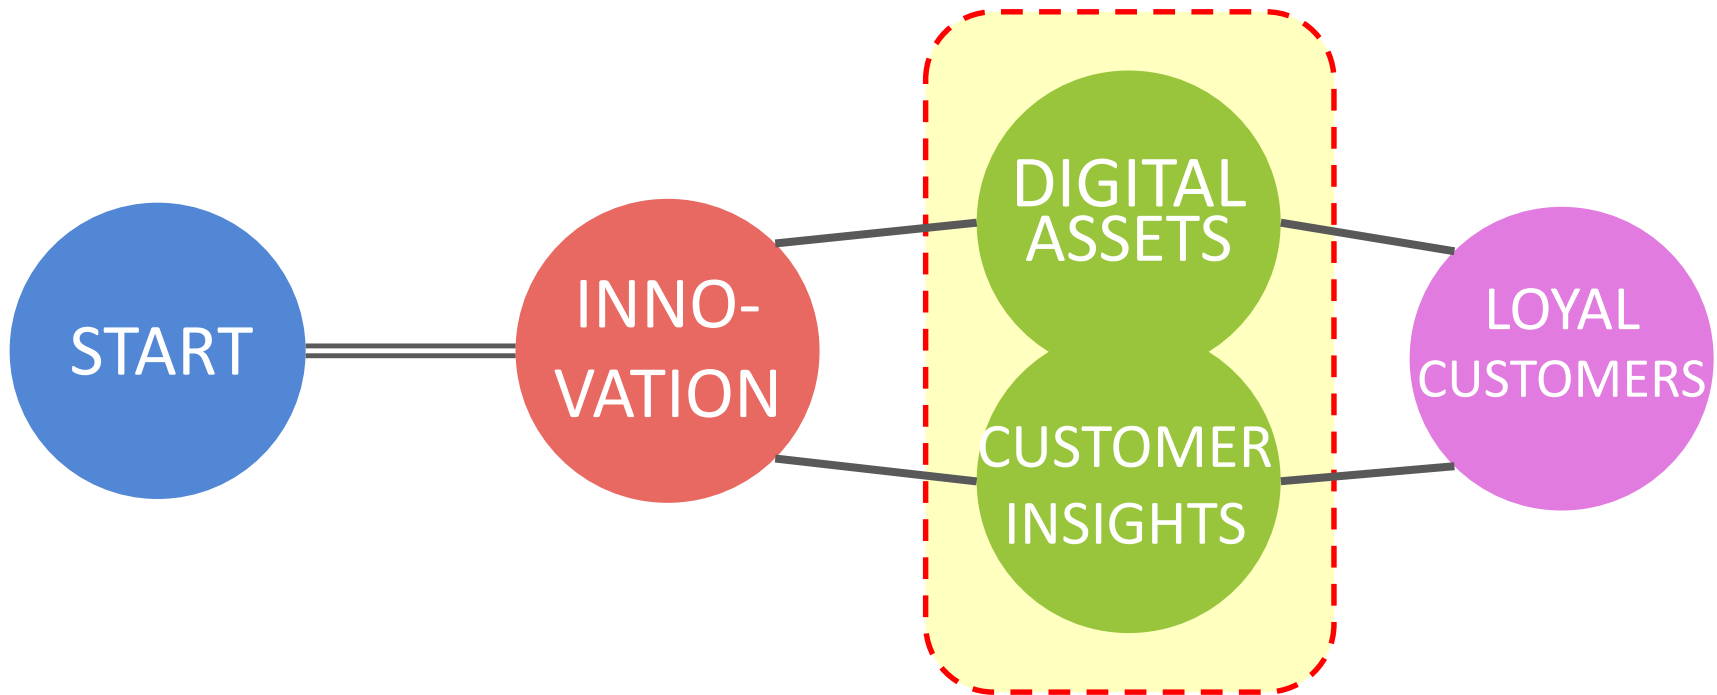 START
INNO-
VATION
DIGITAL
ASSETS
CUSTOMER
INSIGHTS
LOYAL
CUSTOMERS